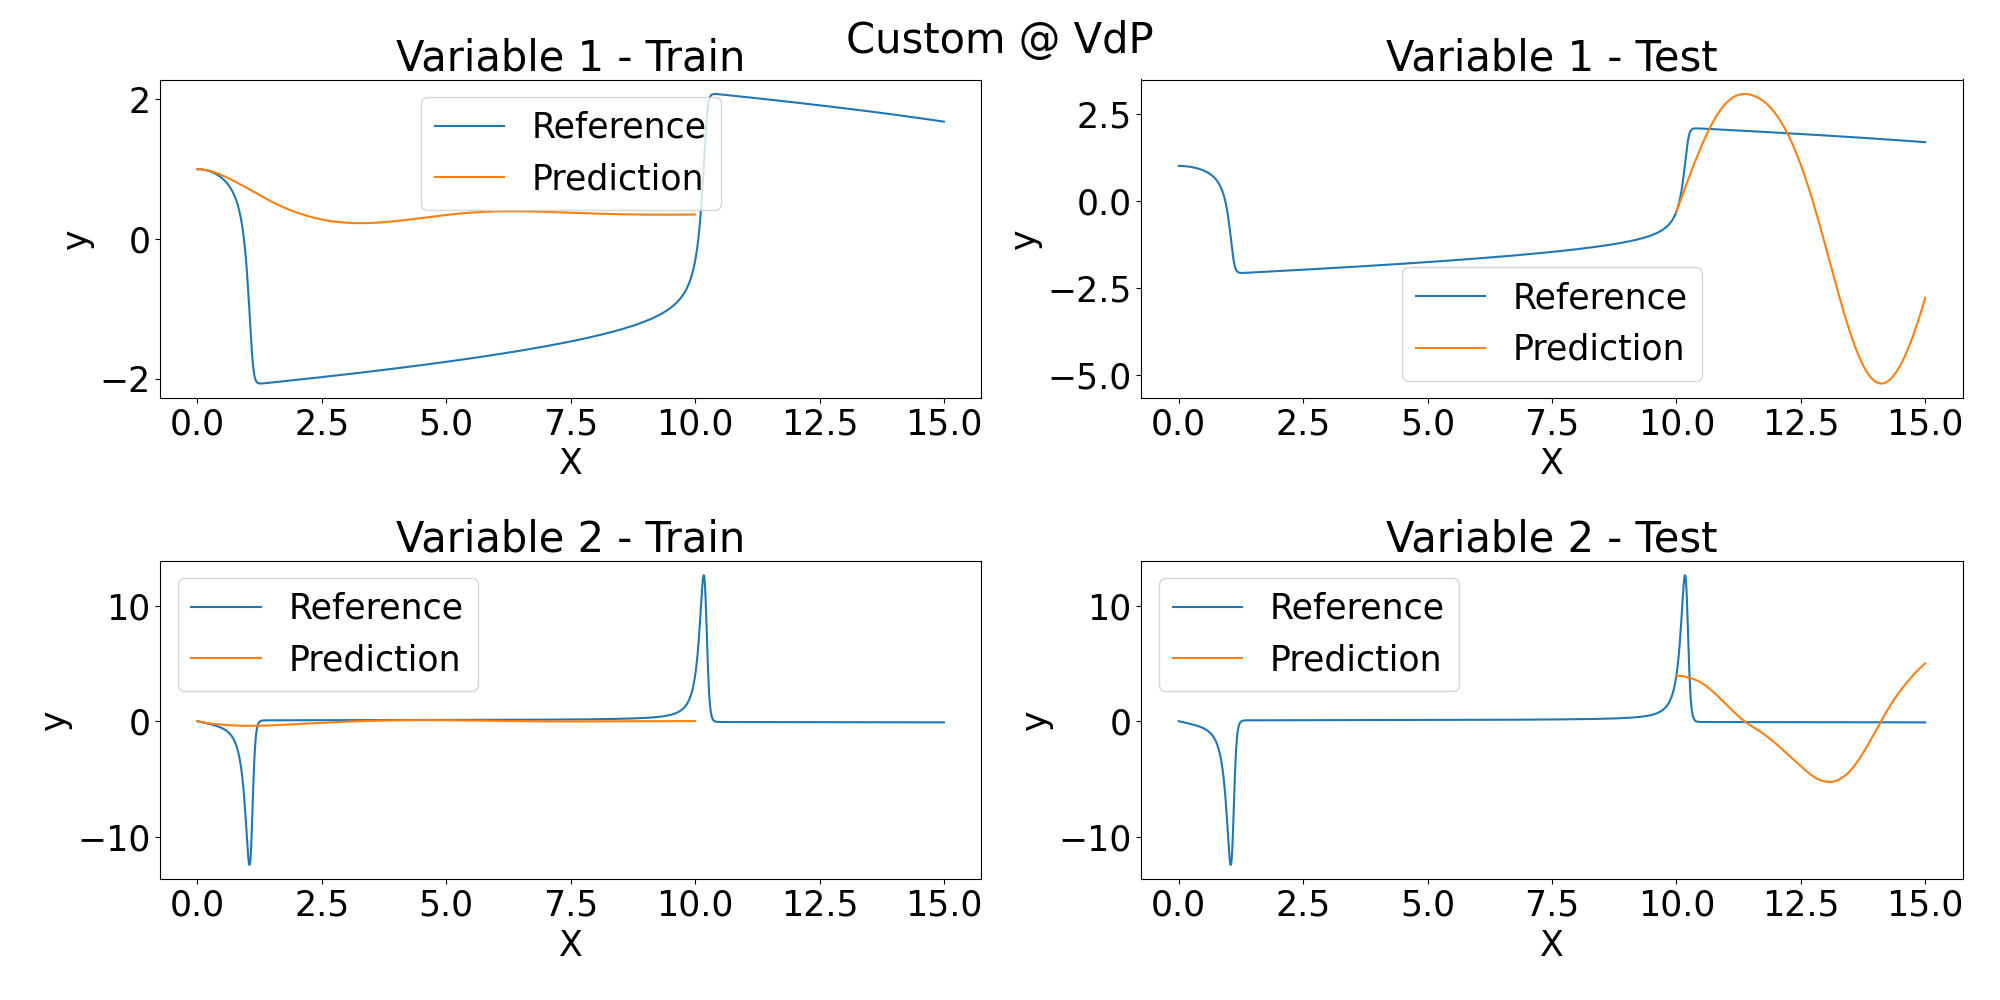 Custom @ VdP
Variable 1 - Train
2
0
−2
y
Reference
Prediction
0.0 2.5 5.0 7.5 10.0 12.5 15.0
X
Variable 1 - Test
2.5
0.0
−2.5
−5.0
y
Reference
Prediction
0.0 2.5 5.0 7.5 10.0 12.5 15.0
X
Variable 2 - Train
10
0
−10
y
Reference
Prediction
0.0 2.5 5.0 7.5 10.0 12.5 15.0
X
Variable 2 - Test
10
0
−10
y
Reference
Prediction
0.0 2.5 5.0 7.5 10.0 12.5 15.0
X